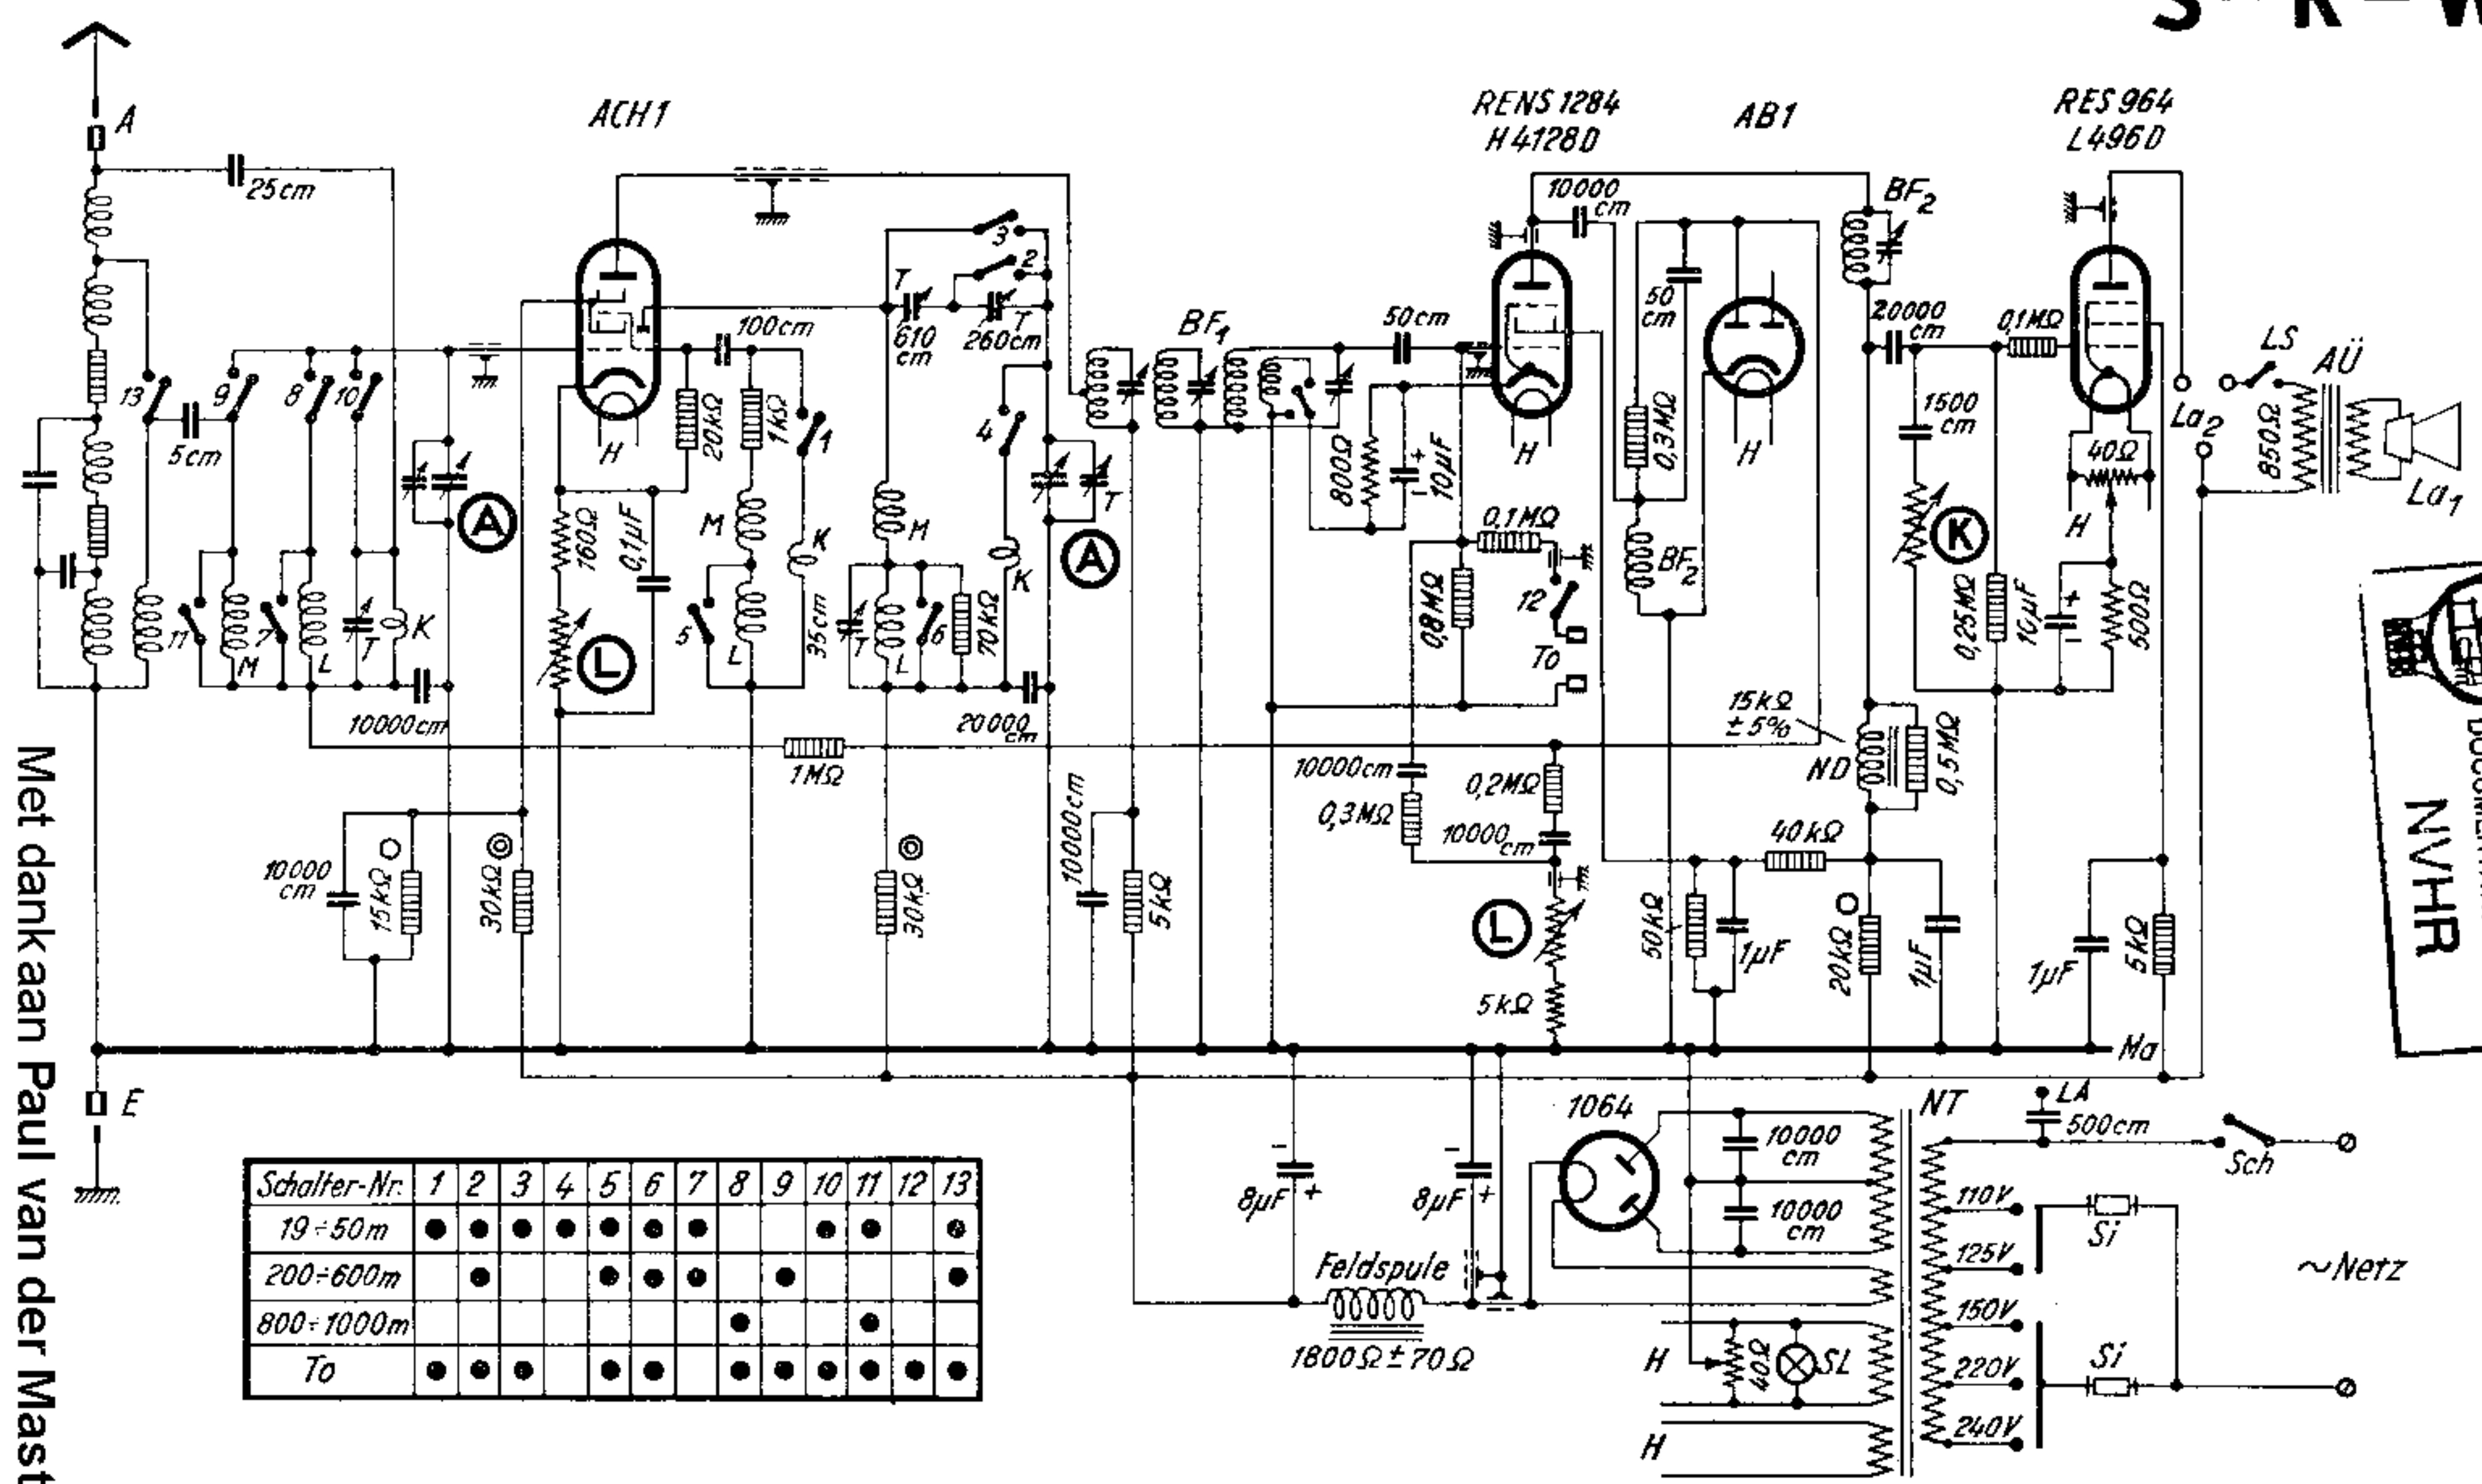 S - R - W
A
25cm
ACH1
RENS 1284
H4128D
AB1
RES 964
L496D
10000
cm
BF2
3
2
T
610
cm
T
260cm
100cm
BF1
50cm
50
cm
20000
cm
0,1MΩ
LS
AÜ
13
9
8
10
5cm
H
20kΩ
1kΩ
1
4
T
A
A
800Ω
+
10µF
−
H
0,3MΩ
H
1500
cm
K
40Ω
H
La2
850Ω
La1
160Ω
0,1µF
M
K
M
K
0,1MΩ
BF2
11
M
7
L
T
K
L
5
L
35cm
T
L
6
70kΩ
0,8MΩ
12
To
0,25MΩ
10µF
+
−
500Ω
10000cm
20000
cm
15kΩ
±5%
ND
0,5MΩ
1MΩ
10000cm
10000cm
0,3MΩ
0,2MΩ
10000
cm
40kΩ
10000
cm
15kΩ
30kΩ
30kΩ
5kΩ
L
5kΩ
50kΩ
1µF
20kΩ
1µF
1µF
5kΩ
Ma
E
1064
NT
LA
500cm
Sch
−
8µF
+
−
8µF
+
10000
cm
10000
cm
110V
125V
150V
220V
240V
Si
Si
~Netz
Feldspule
1800Ω±70Ω
H
40Ω
SL
H
Schalter-Nr. 1 2 3 4 5 6 7 8 9 10 11 12 13
19÷50m ● ● ● ● ● ● ● ● ● ●
200÷600m ● ● ● ● ● ●
800÷1000m ● ●
To ● ● ● ● ● ● ● ● ● ● ●
Met dank aan Paul van der Mast
NVHR